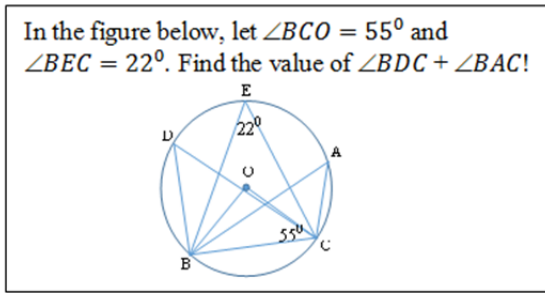 In the figure below, let ∠BCO = 55⁰ and
∠BEC = 22⁰. Find the value of ∠BDC + ∠BAC!
E
22⁰
D
A
O
55⁰
C
B